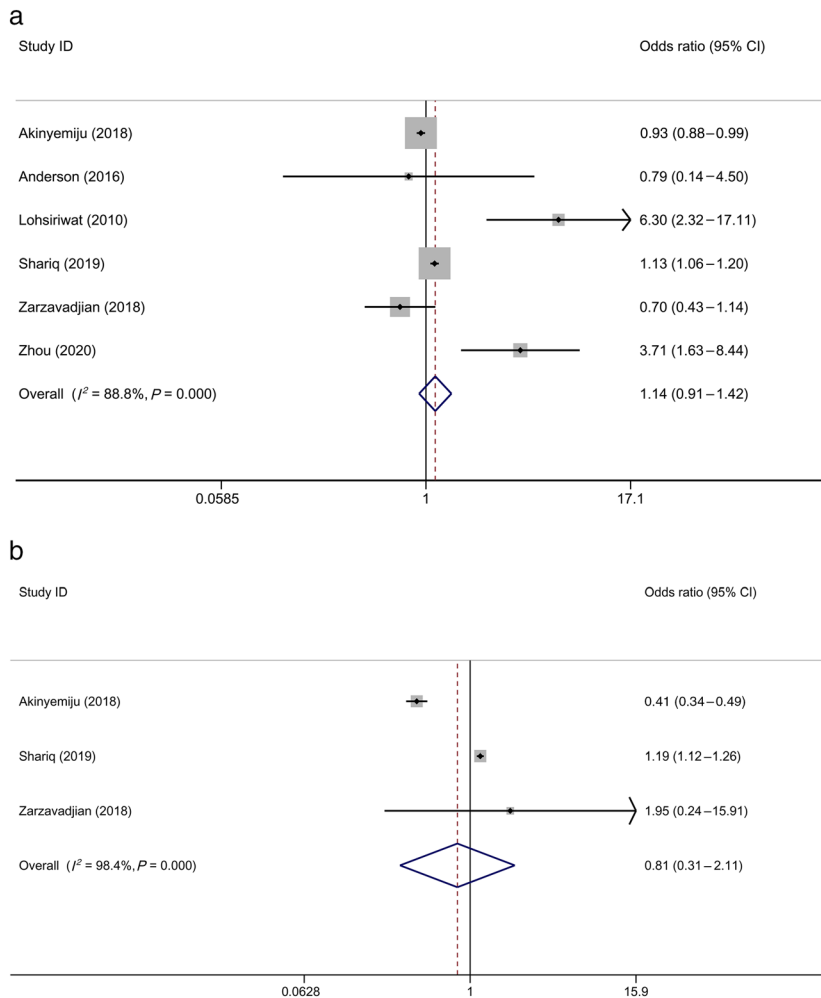 a
Study ID Odds ratio (95% CI)
Akinyemiju (2018) 0.93 (0.88–0.99)
Anderson (2016) 0.79 (0.14–4.50)
Lohsiriwat (2010) 6.30 (2.32–17.11)
Shariq (2019) 1.13 (1.06–1.20)
Zarzavadjian (2018) 0.70 (0.43–1.14)
Zhou (2020) 3.71 (1.63–8.44)
Overall (I² = 88.8%, P = 0.000) 1.14 (0.91–1.42)
0.0585 1 17.1
b
Study ID Odds ratio (95% CI)
Akinyemiju (2018) 0.41 (0.34–0.49)
Shariq (2019) 1.19 (1.12–1.26)
Zarzavadjian (2018) 1.95 (0.24–15.91)
Overall (I² = 98.4%, P = 0.000) 0.81 (0.31–2.11)
0.0628 1 15.9